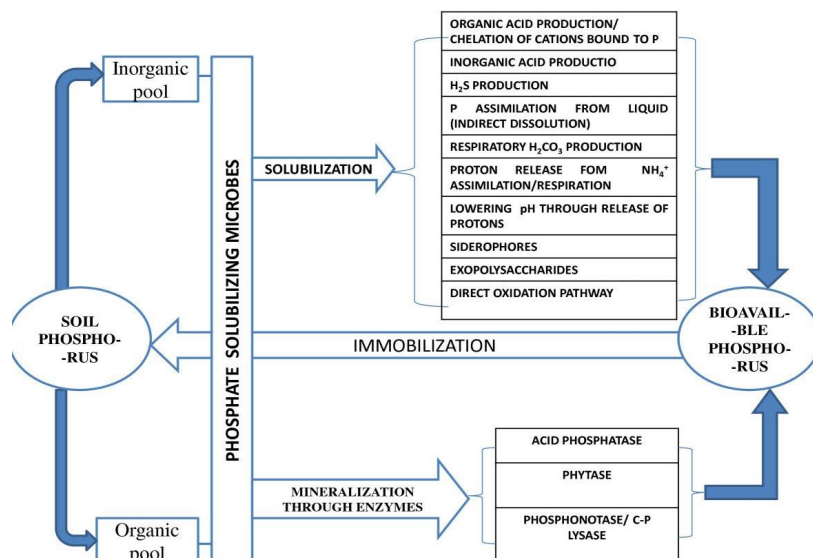 Inorganic
pool
PHOSPHATE SOLUBILIZING MICROBES
SOLUBILIZATION
ORGANIC ACID PRODUCTION/
CHELATION OF CATIONS BOUND TO P
INORGANIC ACID PRODUCTIO
H₂S PRODUCTION
P ASSIMILATION FROM LIQUID
(INDIRECT DISSOLUTION)
RESPIRATORY H₂CO₃ PRODUCTION
PROTON RELEASE FOM NH₄⁺
ASSIMILATION/RESPIRATION
LOWERING pH THROUGH RELEASE OF
PROTONS
SIDEROPHORES
EXOPOLYSACCHARIDES
DIRECT OXIDATION PATHWAY
SOIL
PHOSPHO-
-RUS
IMMOBILIZATION
BIOAVAIL-
-BLE
PHOSPHO-
-RUS
MINERALIZATION
THROUGH ENZYMES
ACID PHOSPHATASE
PHYTASE
PHOSPHONOTASE/ C-P
LYSASE
Organic
pool